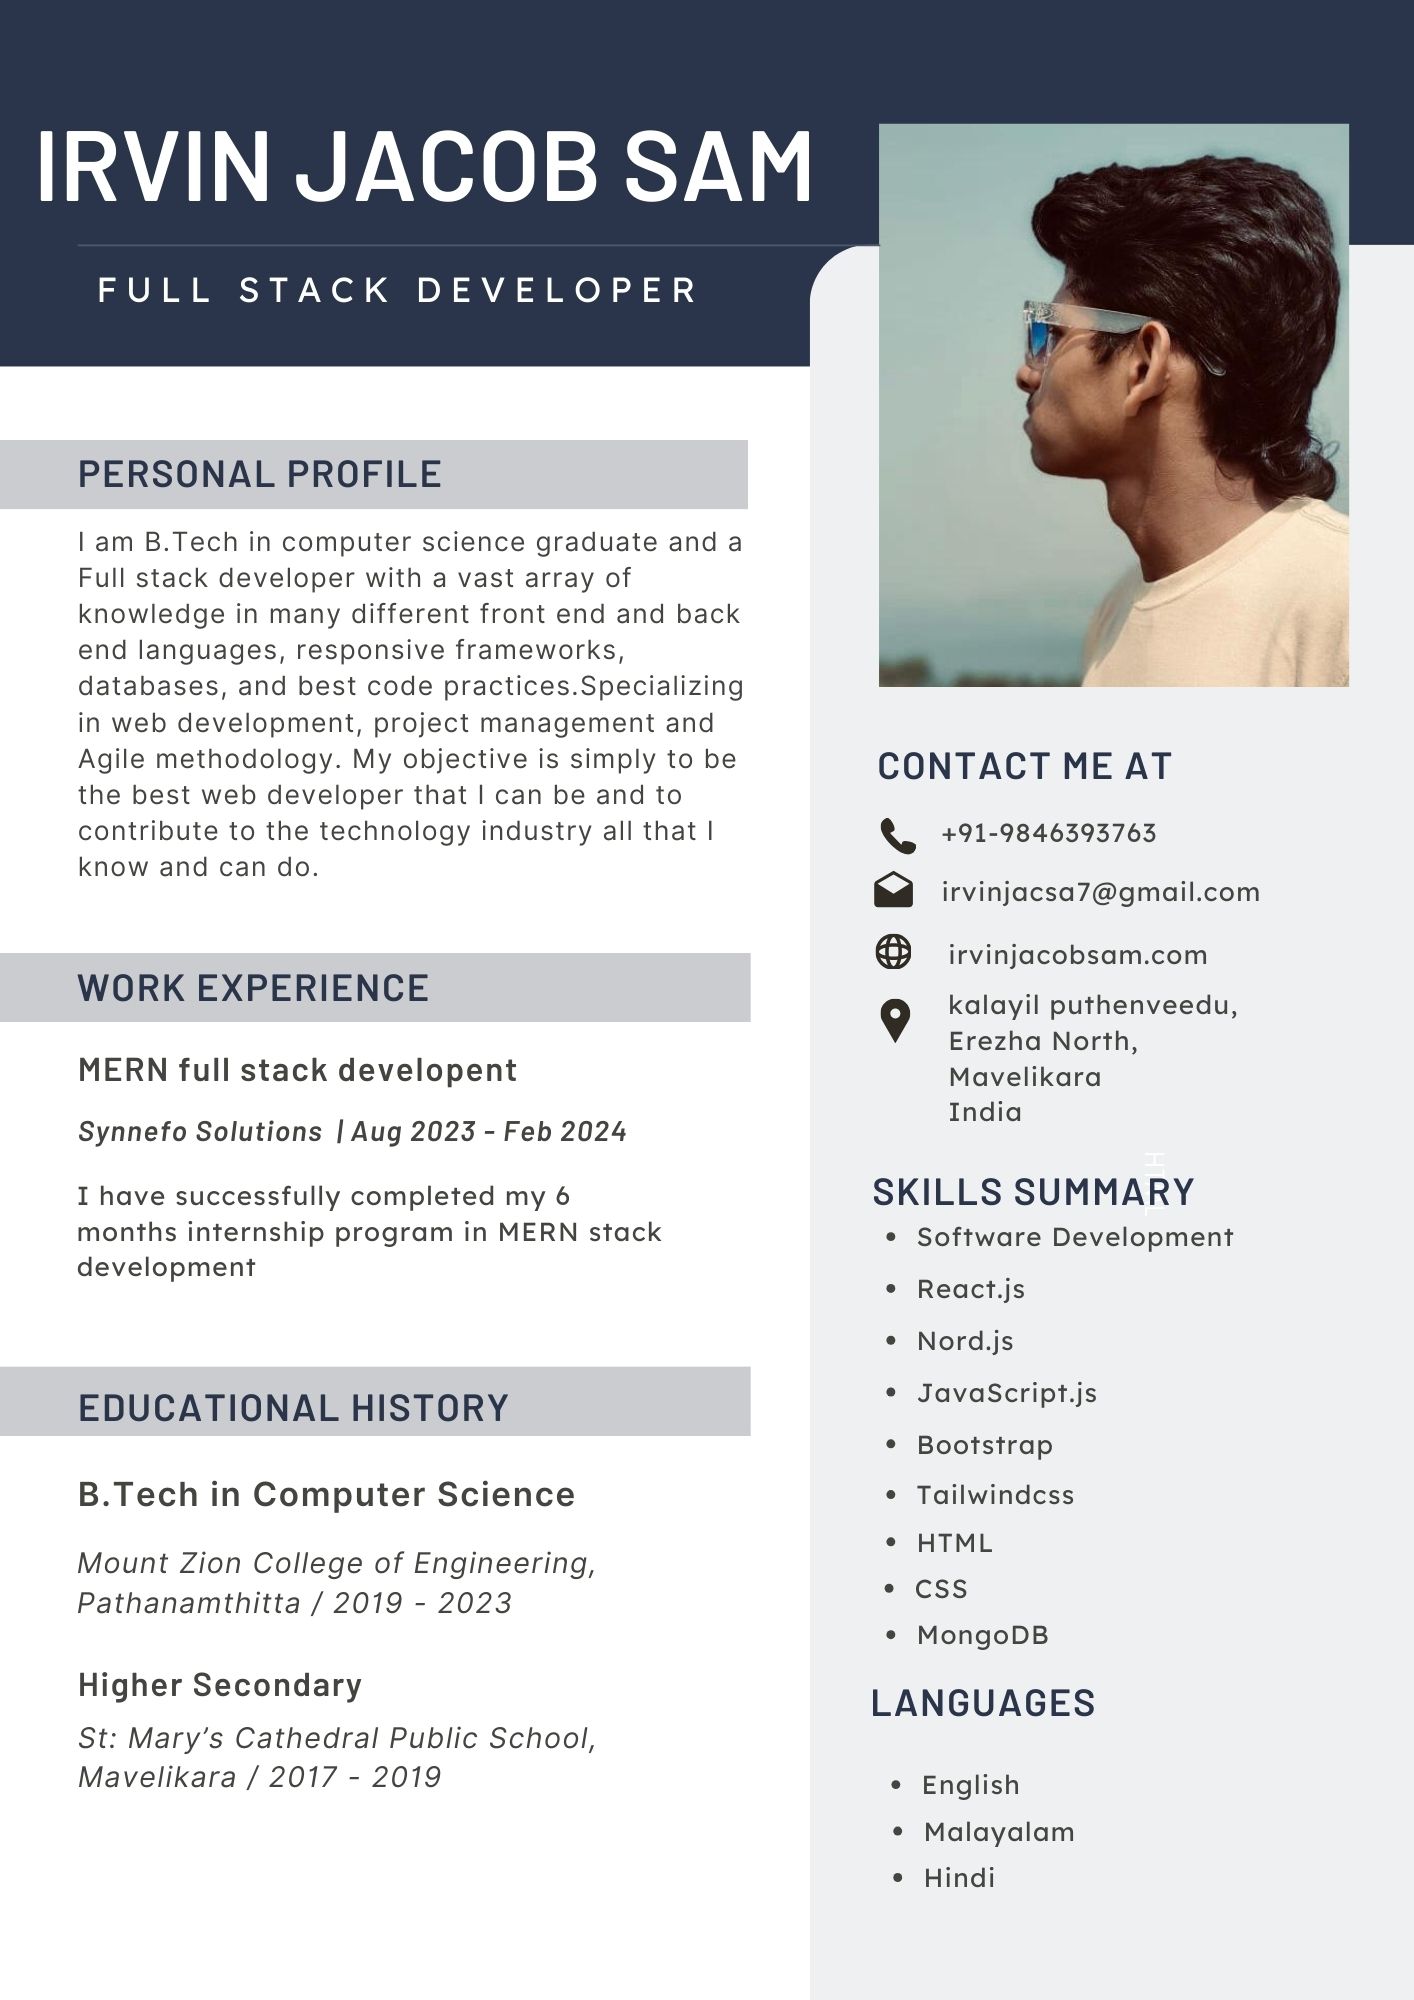 IRVIN JACOB SAM
FULL STACK DEVELOPER
PERSONAL PROFILE
I am B.Tech in computer science graduate and a
Full stack developer with a vast array of
knowledge in many different front end and back
end languages, responsive frameworks,
databases, and best code practices.Specializing
in web development, project management and
Agile methodology. My objective is simply to be
the best web developer that I can be and to
contribute to the technology industry all that I
know and can do.
WORK EXPERIENCE
MERN full stack developent
Synnefo Solutions | Aug 2023 - Feb 2024
I have successfully completed my 6
months internship program in MERN stack
development
EDUCATIONAL HISTORY
B.Tech in Computer Science
Mount Zion College of Engineering,
Pathanamthitta / 2019 - 2023
Higher Secondary
St: Mary’s Cathedral Public School,
Mavelikara / 2017 - 2019
CONTACT ME AT
+91-9846393763
irvinjacsa7@gmail.com
irvinjacobsam.com
kalayil puthenveedu,
Erezha North,
Mavelikara
India
SKILLS SUMMARY
• Software Development
• React.js
• Nord.js
• JavaScript.js
• Bootstrap
• Tailwindcss
• HTML
• CSS
• MongoDB
LANGUAGES
• English
• Malayalam
• Hindi